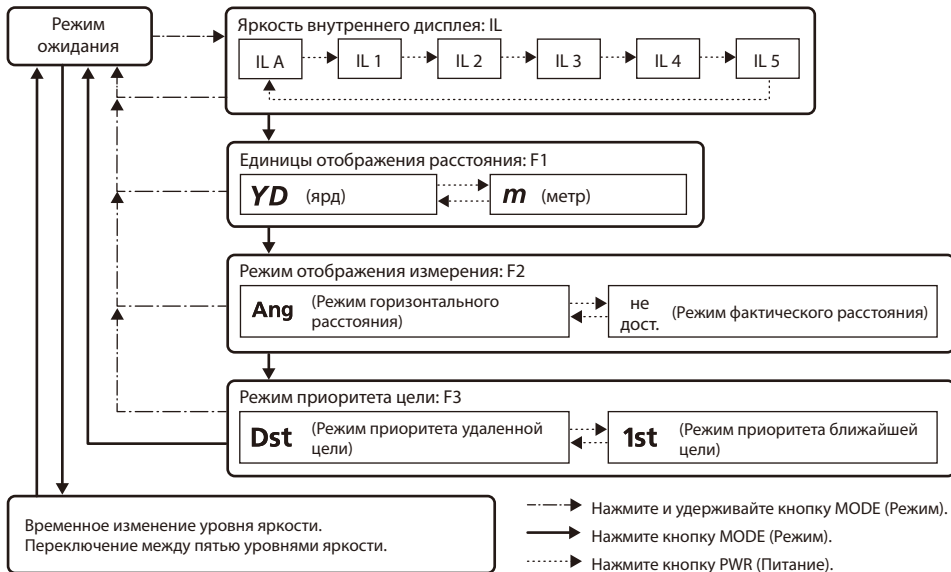 Режим
ожидания
Яркость внутреннего дисплея: IL
IL A
IL 1
IL 2
IL 3
IL 4
IL 5
Единицы отображения расстояния: F1
YD (ярд)
m (метр)
Режим отображения измерения: F2
Ang (Режим горизонтального
расстояния)
не
дост. (Режим фактического расстояния)
Режим приоритета цели: F3
Dst (Режим приоритета удаленной
цели)
1st (Режим приоритета ближайшей
цели)
Временное изменение уровня яркости.
Переключение между пятью уровнями яркости.
Нажмите и удерживайте кнопку MODE (Режим).
Нажмите кнопку MODE (Режим).
Нажмите кнопку PWR (Питание).